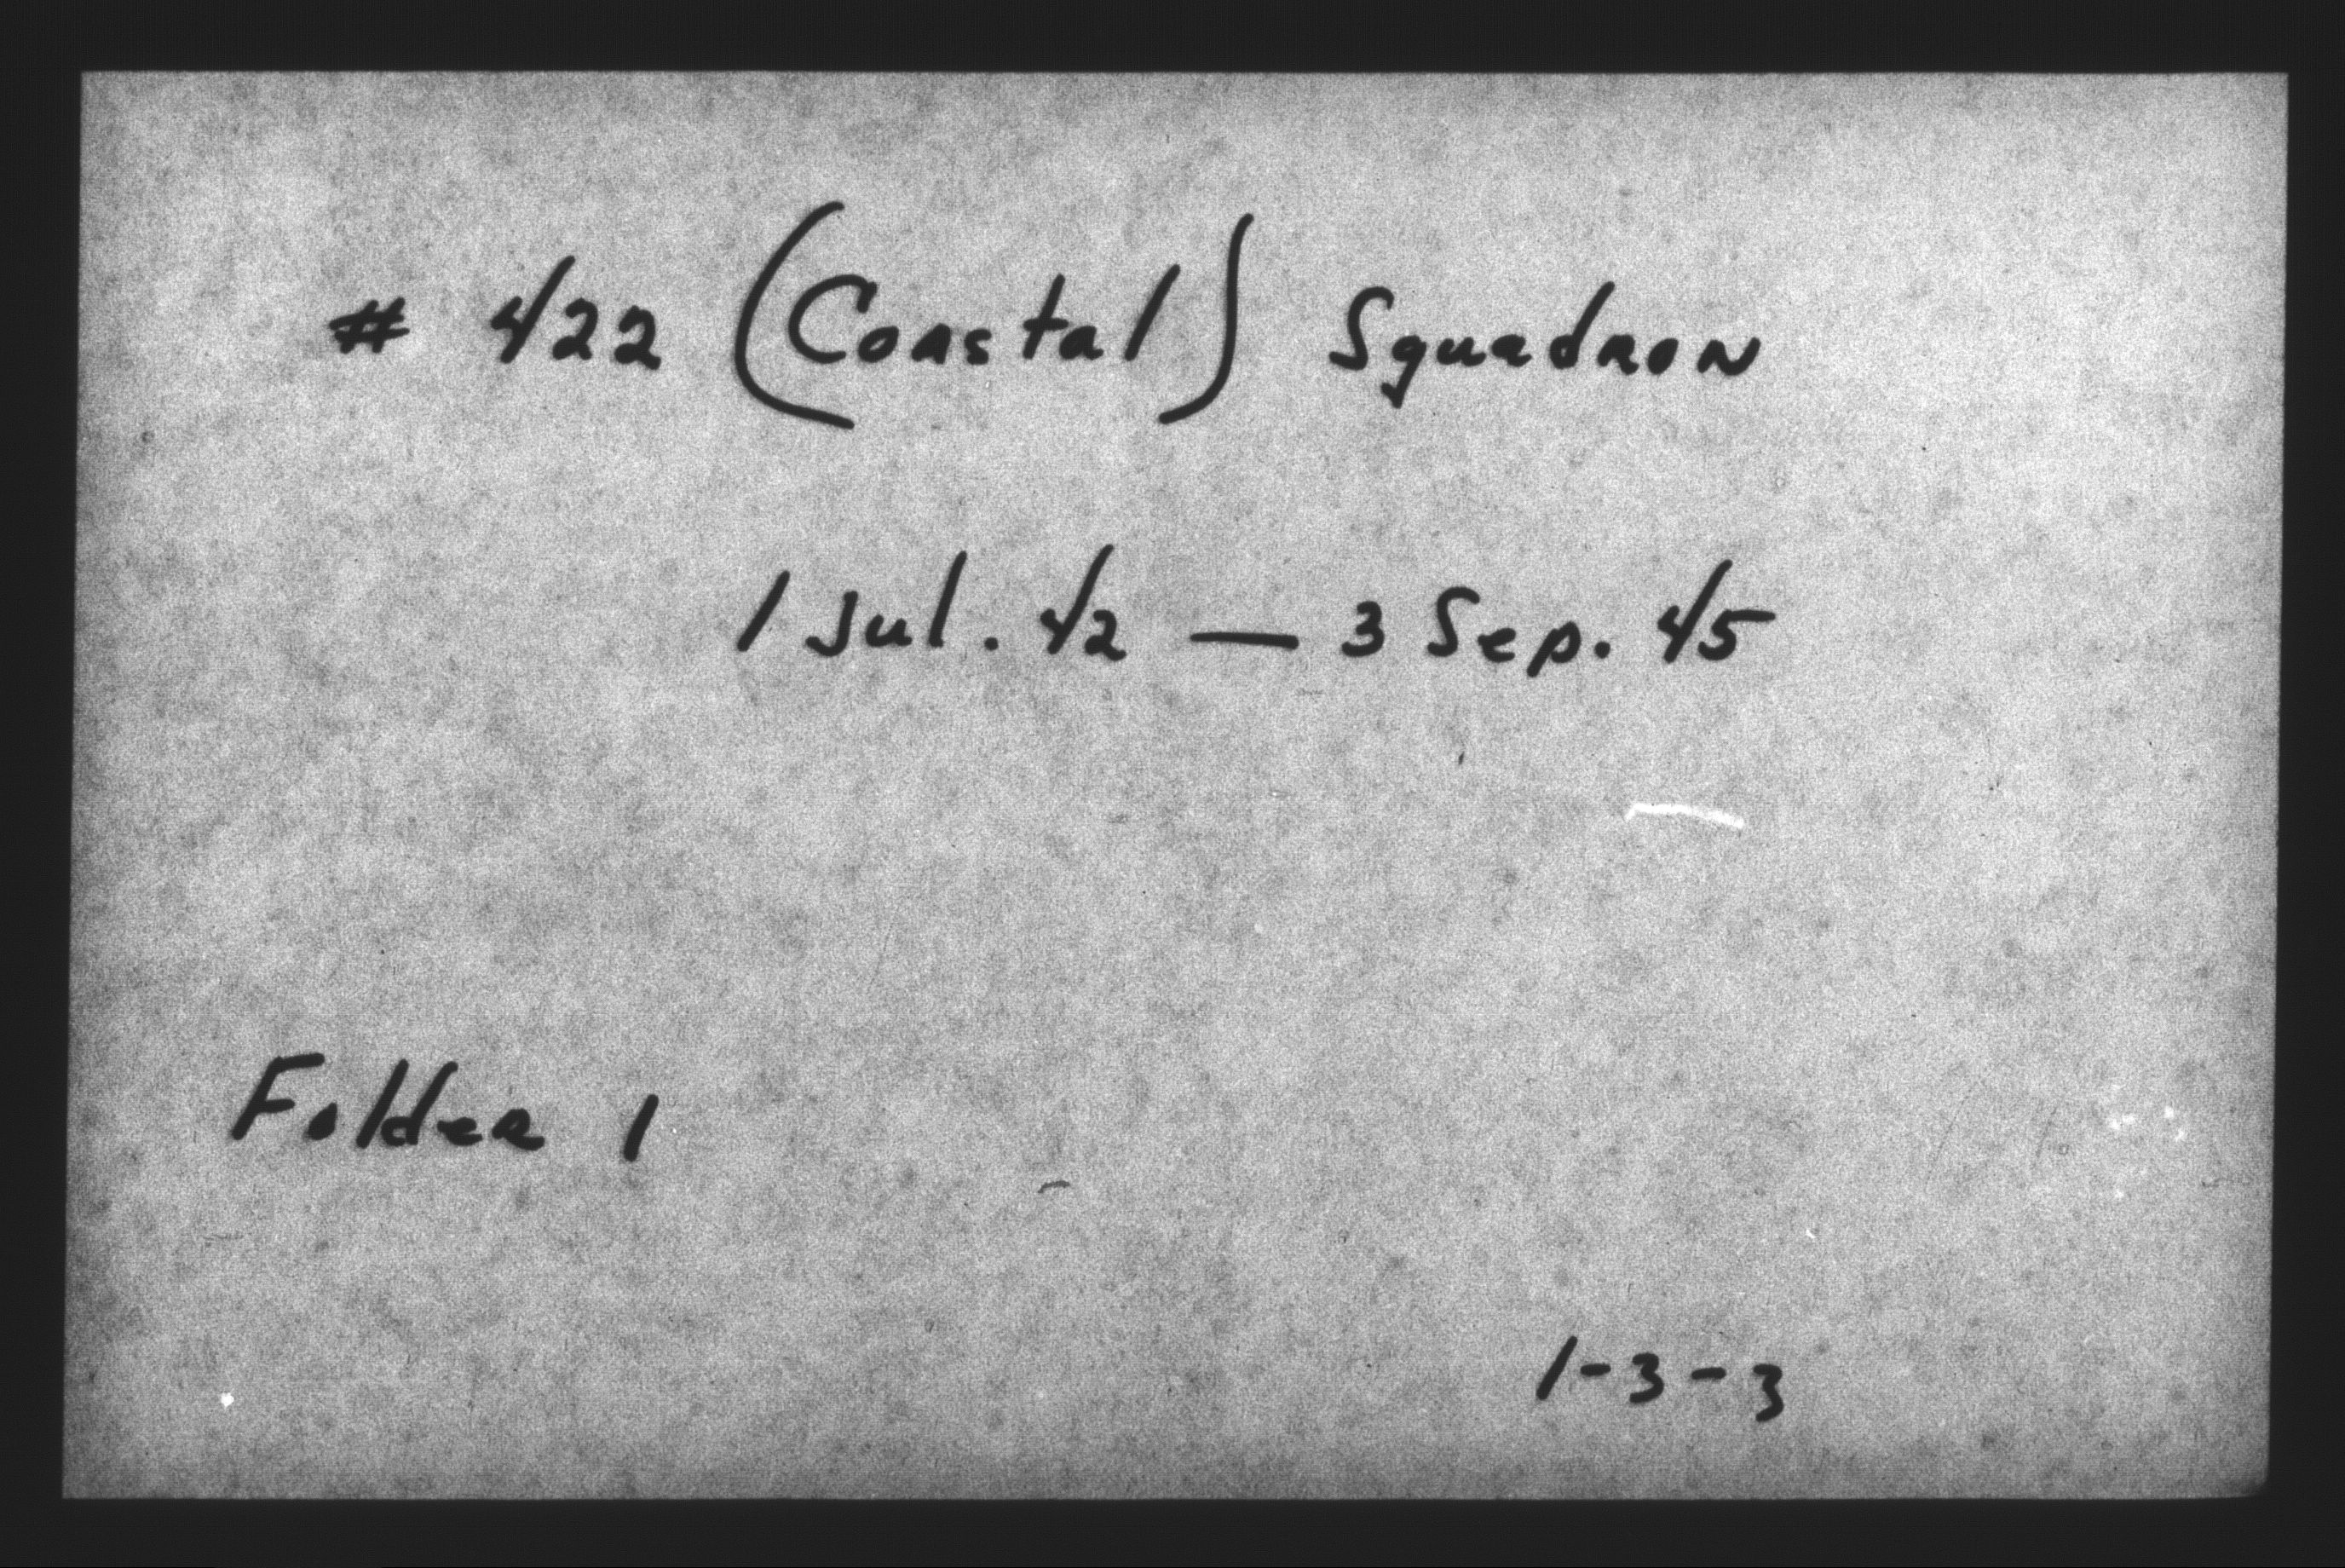 # 422 (Coastal) Squadron
1 Jul. 42 — 3 Sep. 45
Folder 1
1-3-3